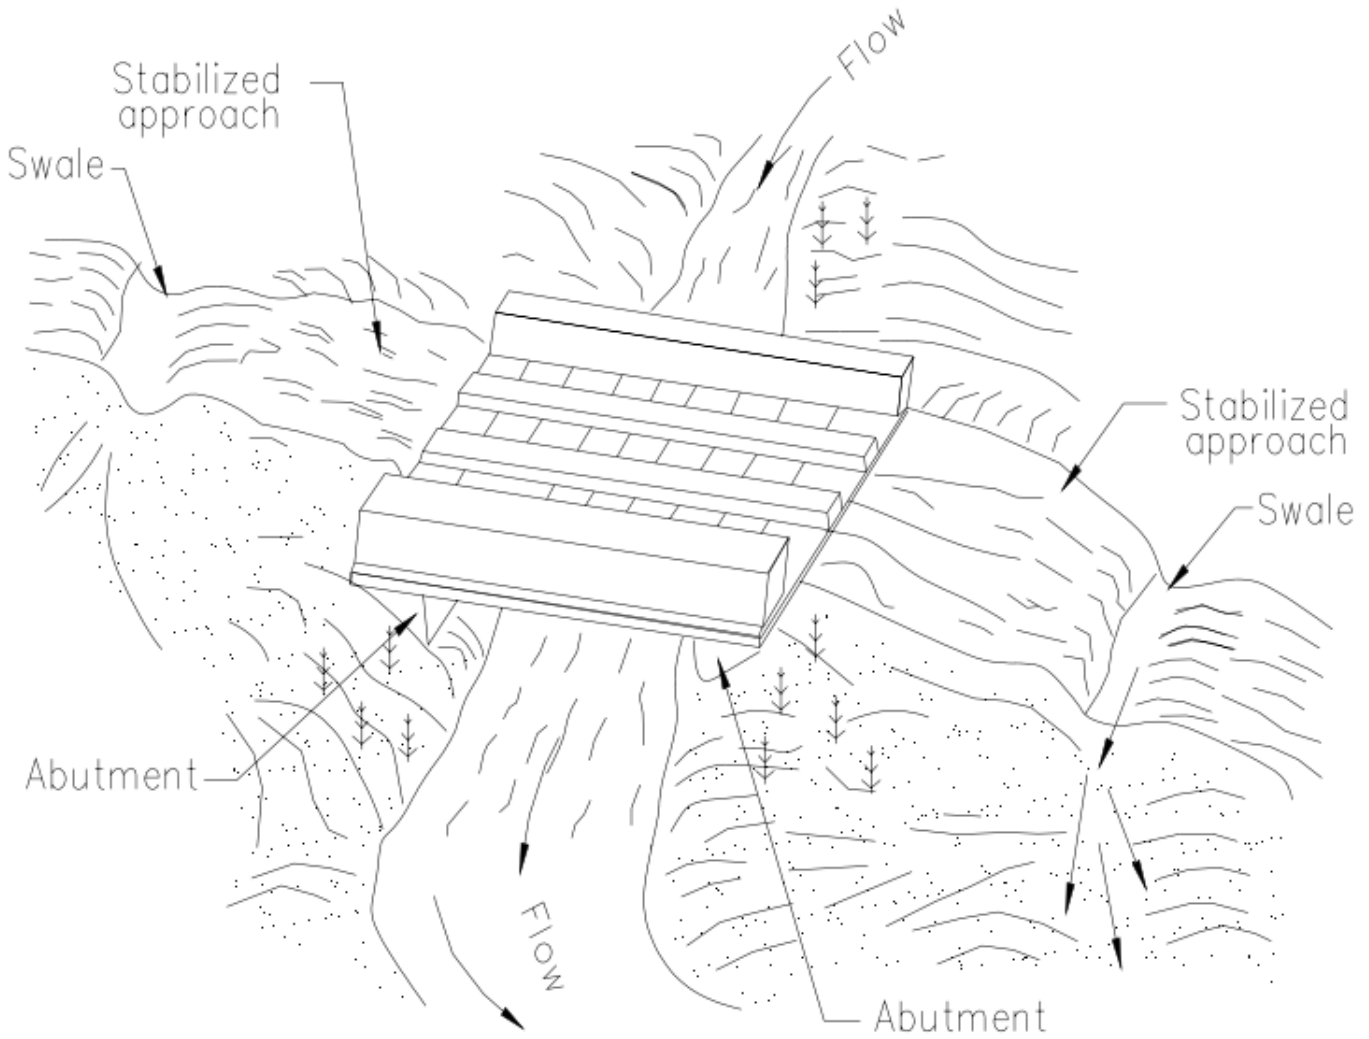 Flow
Stabilized
approach
Swale
Stabilized
approach
Swale
Abutment
Flow
Abutment